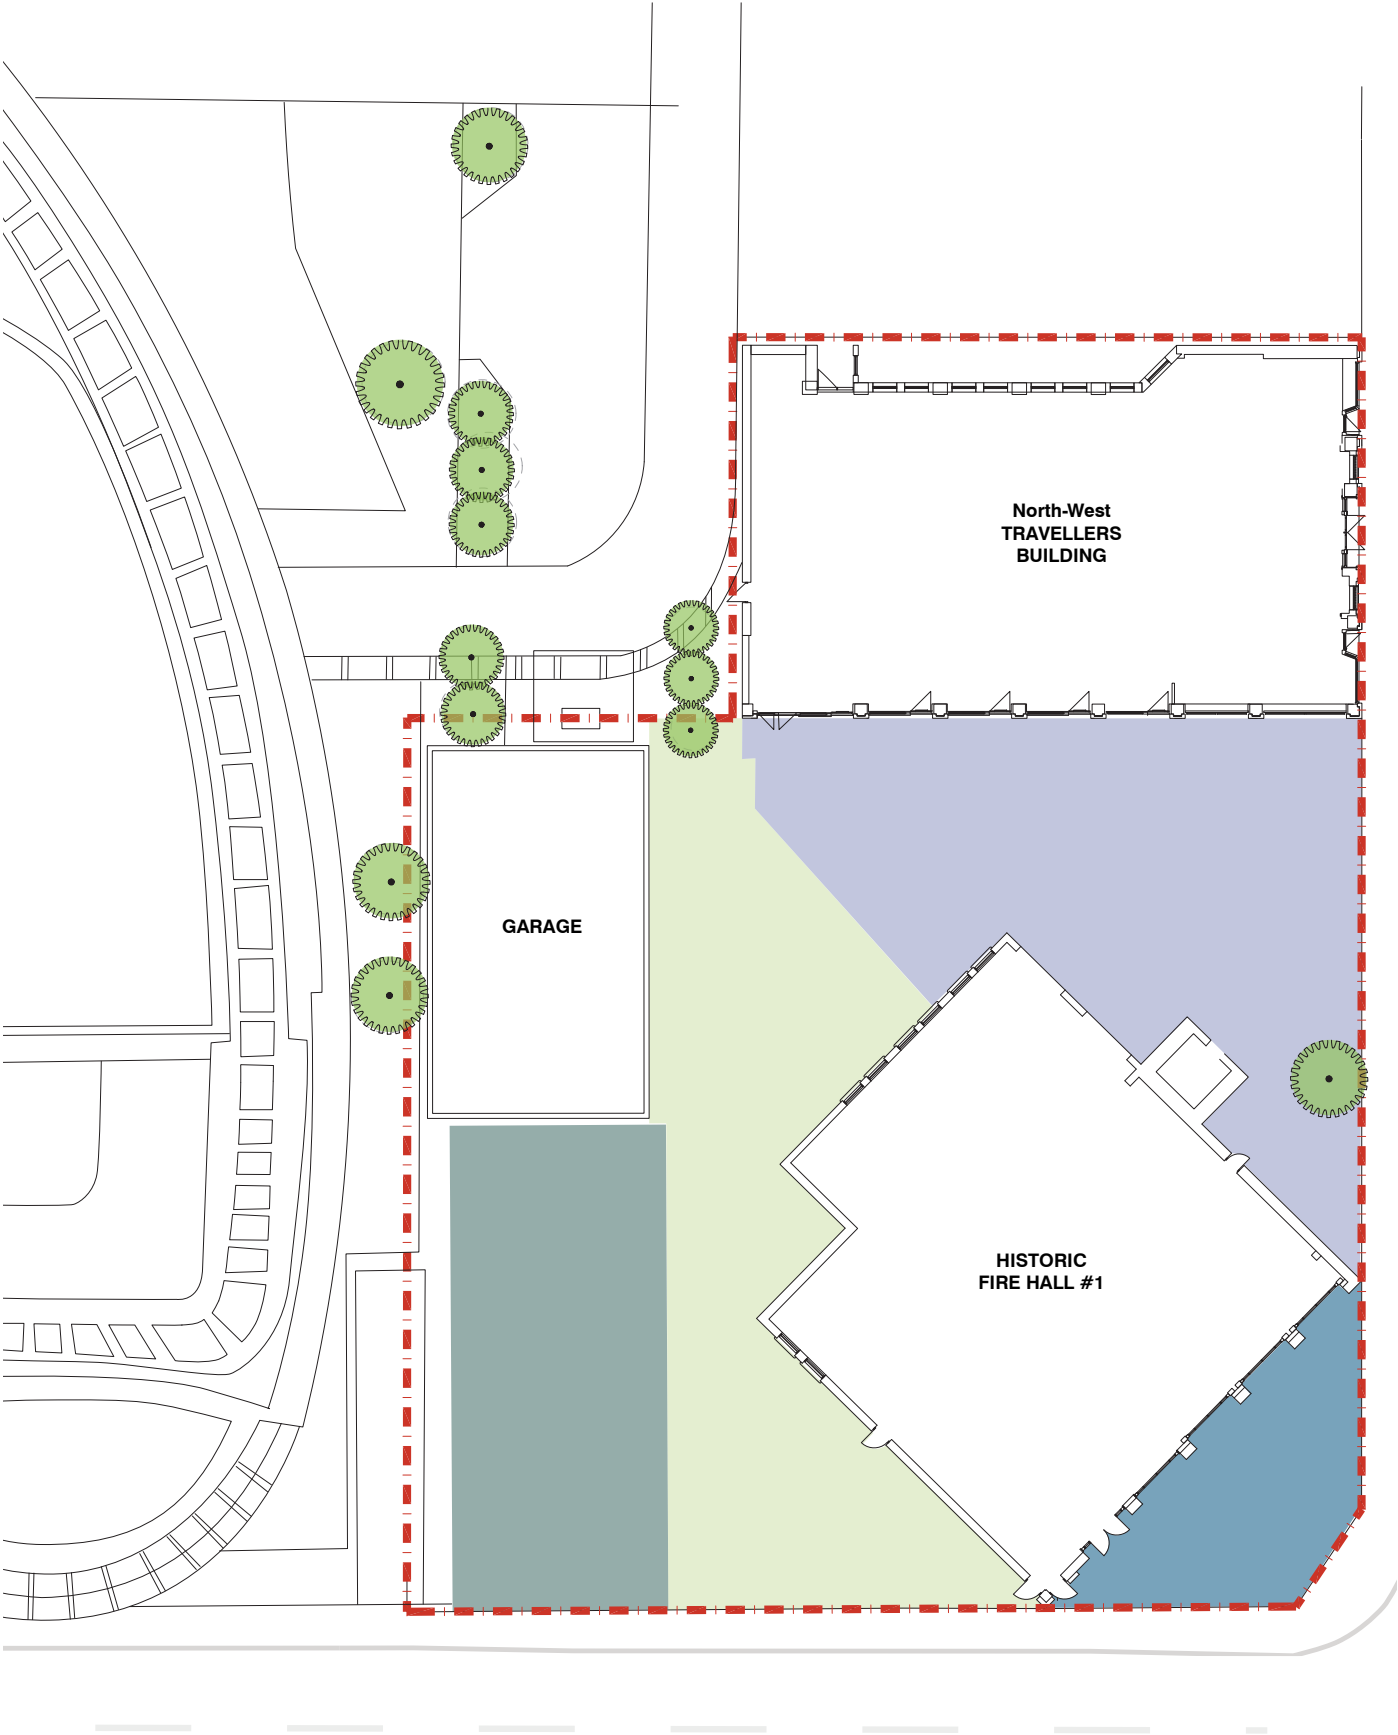 North-West
TRAVELLERS
BUILDING
GARAGE
HISTORIC
FIRE HALL #1